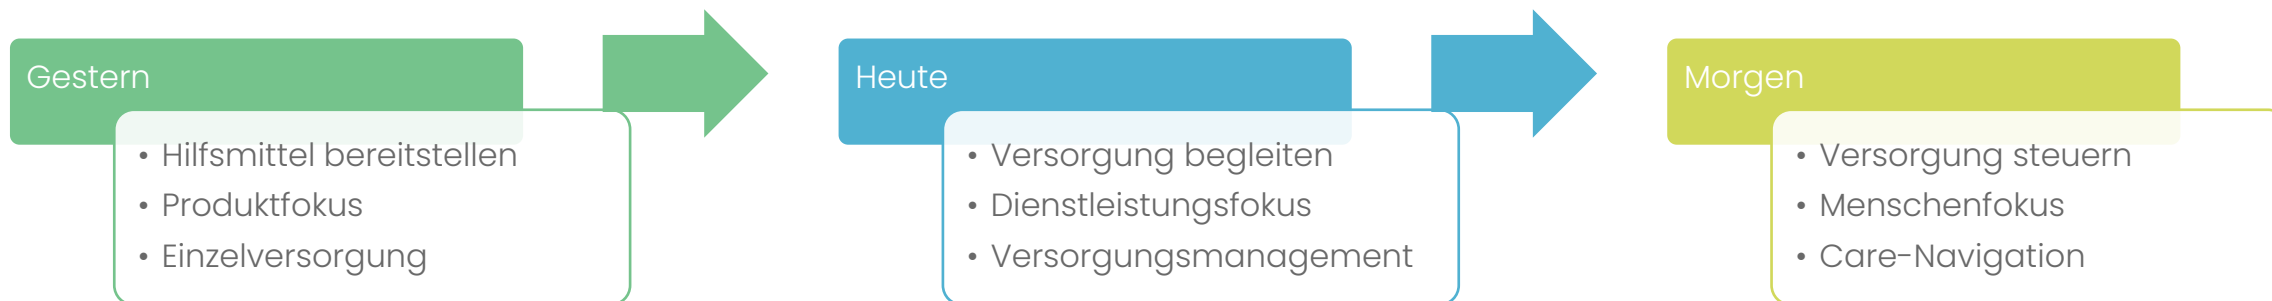 Gestern
• Hilfsmittel bereitstellen
• Produktfokus
• Einzelversorgung
Heute
• Versorgung begleiten
• Dienstleistungsfokus
• Versorgungsmanagement
Morgen
• Versorgung steuern
• Menschenfokus
• Care-Navigation